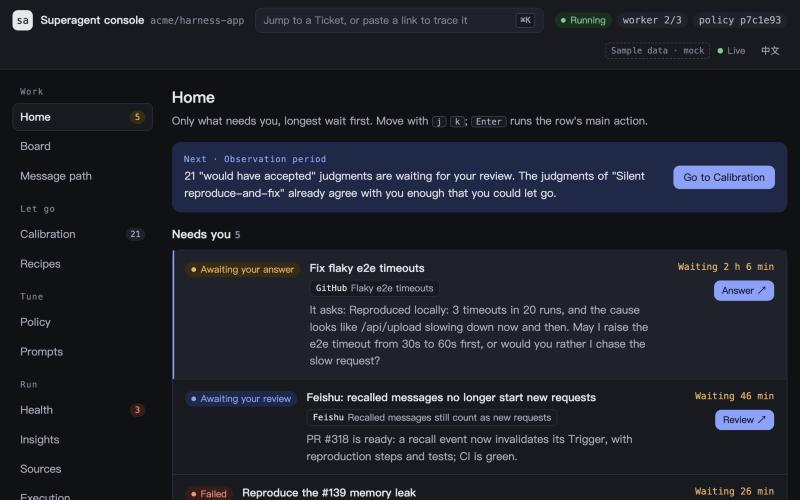 sa Superagent console acme/harness-app Jump to a Ticket, or paste a link to trace it ⌘K Running worker 2/3 policy p7c1e93
Sample data · mock Live 中文
Work
Home 5
Board
Message path
Let go
Calibration 21
Recipes
Tune
Policy
Prompts
Run
Health 3
Insights
Sources
Execution
Home
Only what needs you, longest wait first. Move with j k; Enter runs the row's main action.
Next · Observation period
21 "would have accepted" judgments are waiting for your review. The judgments of "Silent
reproduce-and-fix" already agree with you enough that you could let go.
Go to Calibration
Needs you 5
Awaiting your answer Fix flaky e2e timeouts Waiting 2 h 6 min
GitHub Flaky e2e timeouts Answer ↗
It asks: Reproduced locally: 3 timeouts in 20 runs, and the cause
looks like /api/upload slowing down now and then. May I raise the
e2e timeout from 30s to 60s first, or would you rather I chase the
slow request?
Awaiting your review Feishu: recalled messages no longer start new requests Waiting 46 min
Feishu Recalled messages still count as new requests Review ↗
PR #318 is ready: a recall event now invalidates its Trigger, with
reproduction steps and tests; CI is green.
Failed Reproduce the #139 memory leak Waiting 26 min